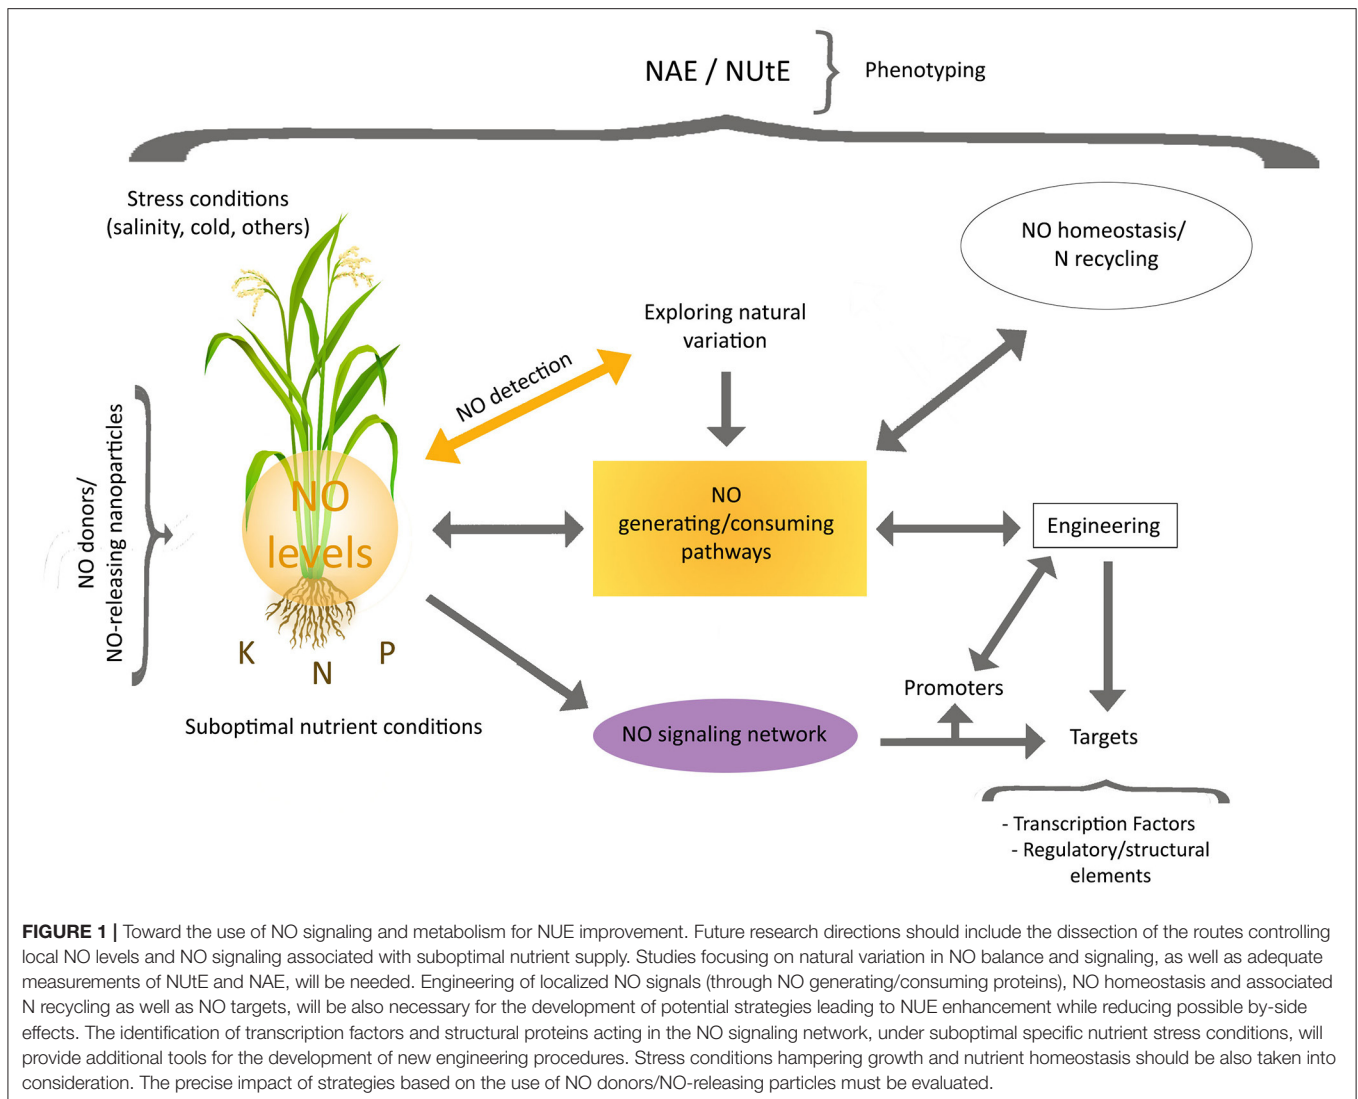 NAE / NUtE
Phenotyping
Stress conditions
(salinity, cold, others)
NO homeostasis/
N recycling
Exploring natural
variation
NO detection
NO donors/
NO-releasing nanoparticles
NO
levels
NO
generating/consuming
pathways
Engineering
K
N
P
Promoters
Suboptimal nutrient conditions
NO signaling network
Targets
- Transcription Factors
- Regulatory/structural
elements
FIGURE 1 | Toward the use of NO signaling and metabolism for NUE improvement. Future research directions should include the dissection of the routes controlling
local NO levels and NO signaling associated with suboptimal nutrient supply. Studies focusing on natural variation in NO balance and signaling, as well as adequate
measurements of NUtE and NAE, will be needed. Engineering of localized NO signals (through NO generating/consuming proteins), NO homeostasis and associated
N recycling as well as NO targets, will be also necessary for the development of potential strategies leading to NUE enhancement while reducing possible by-side
effects. The identification of transcription factors and structural proteins acting in the NO signaling network, under suboptimal specific nutrient stress conditions, will
provide additional tools for the development of new engineering procedures. Stress conditions hampering growth and nutrient homeostasis should be also taken into
consideration. The precise impact of strategies based on the use of NO donors/NO-releasing particles must be evaluated.